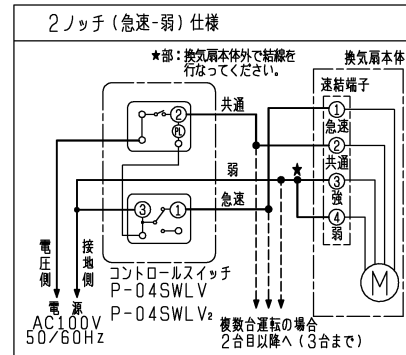 2ノッチ(急速-弱)仕様
★部:換気扇本体外で結線を
行なってください。
換気扇本体
速結端子
共通
②
PL
①
急速
②
共通
③
強
④
弱
★
弱
急速
③
①
M
電圧側
接地側
コントロールスイッチ
P-04SWLV
P-04SWLV₂
電源
AC100V
50/60Hz
複数台運転の場合
2台目以降へ(3台まで)